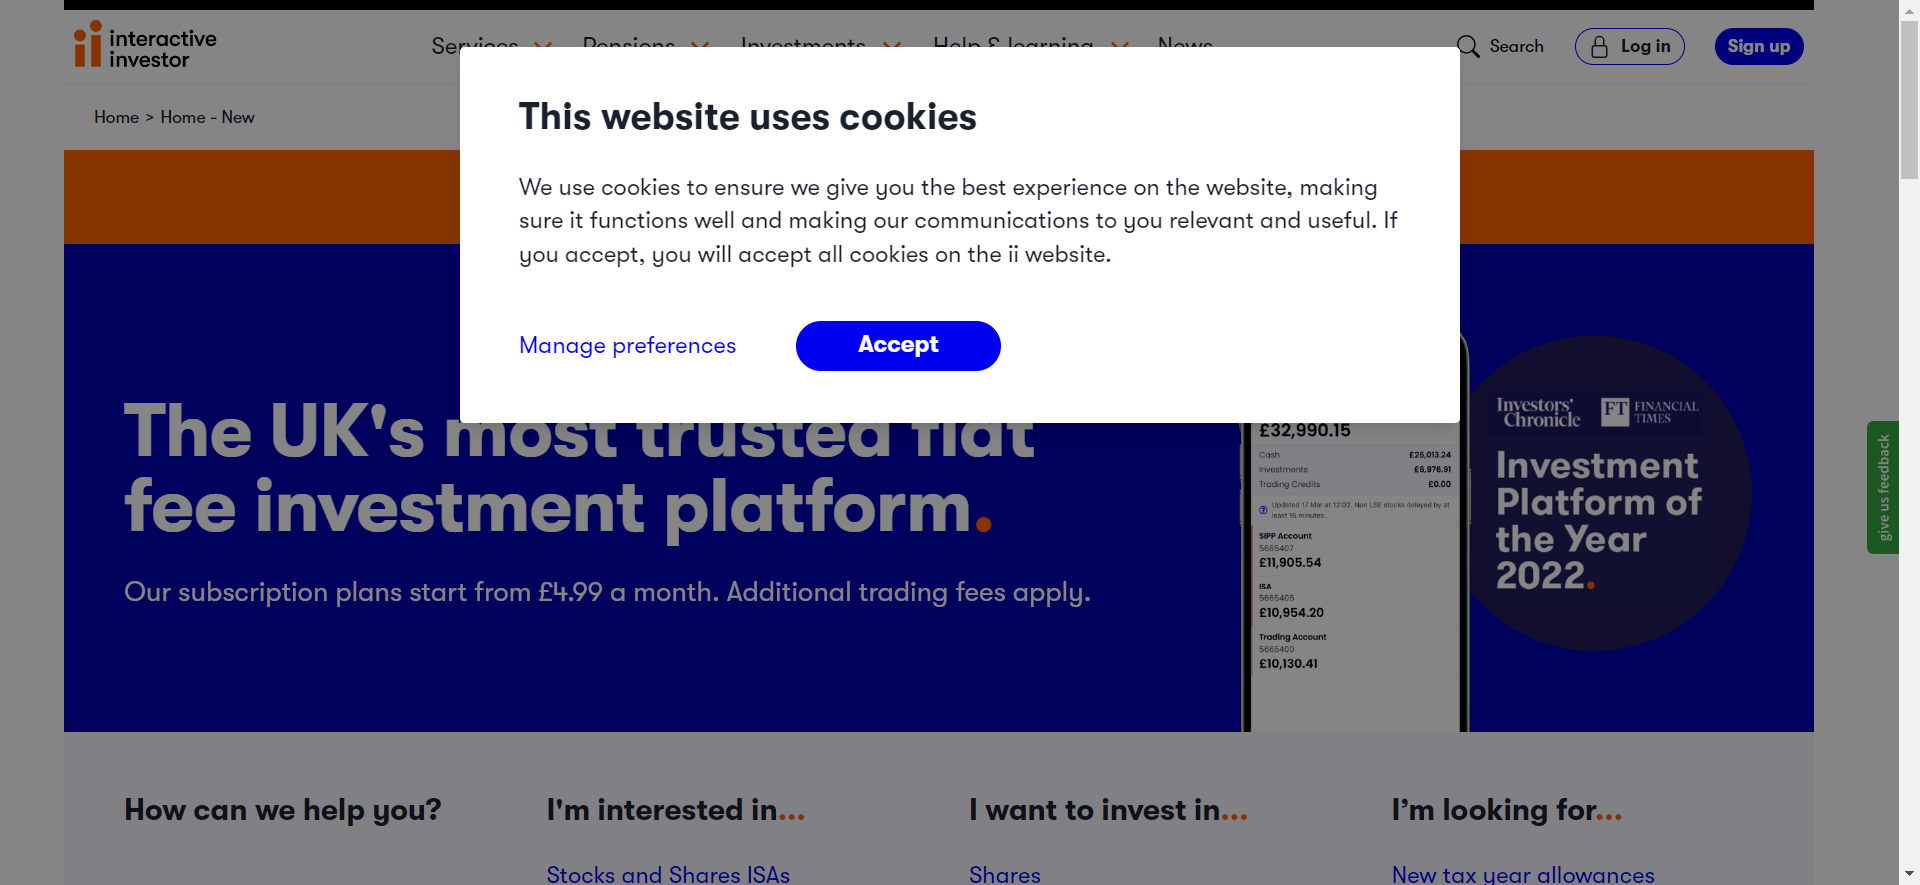 interactive
investor
Services
Pensions
Investments
Help & learning
News
Search
Log in
Sign up
Home > Home - New
This website uses cookies
We use cookies to ensure we give you the best experience on the website, making
sure it functions well and making our communications to you relevant and useful. If
you accept, you will accept all cookies on the ii website.
Manage preferences
Accept
The UK's most trusted flat
fee investment platform.
Our subscription plans start from £4.99 a month. Additional trading fees apply.
£32,990.15
Cash £26,013.24
Investments £6,976.91
Trading Credits £0.00
Updated 17 Mar at 12:02. Non LSE stocks delayed by at
least 15 minutes.
SIPP Account
5665407
£11,905.54
ISA
5665405
£10,954.20
Trading Account
5665400
£10,130.41
Investors'
Chronicle
FT FINANCIAL
TIMES
Investment
Platform of
the Year
2022.
give us feedback
How can we help you?
I'm interested in...
Stocks and Shares ISAs
I want to invest in...
Shares
I’m looking for...
New tax year allowances